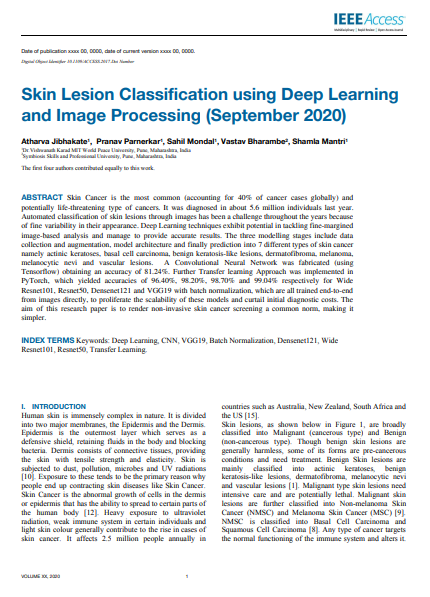 IEEE Access
Multidisciplinary | Rapid Review | Open Access Journal
Date of publication xxxx 00, 0000, date of current version xxxx 00, 0000.
Digital Object Identifier 10.1109/ACCESS.2017.Doi Number
Skin Lesion Classification using Deep Learning
and Image Processing (September 2020)
Atharva Jibhakate¹, Pranav Parnerkar¹, Sahil Mondal¹, Vastav Bharambe², Shamla Mantri¹
¹Dr Vishwanath Karad MIT World Peace University, Pune, Maharashtra, India
²Symbiosis Skills and Professional University, Pune, Maharashtra, India
The first four authors contributed equally to this work.
ABSTRACT Skin Cancer is the most common (accounting for 40% of cancer cases globally) and
potentially life-threatening type of cancers. It was diagnosed in about 5.6 million individuals last year.
Automated classification of skin lesions through images has been a challenge throughout the years because
of fine variability in their appearance. Deep Learning techniques exhibit potential in tackling fine-margined
image-based analysis and manage to provide accurate results. The three modelling stages include data
collection and augmentation, model architecture and finally prediction into 7 different types of skin cancer
namely actinic keratoses, basal cell carcinoma, benign keratosis-like lesions, dermatofibroma, melanoma,
melanocytic nevi and vascular lesions. A Convolutional Neural Network was fabricated (using
Tensorflow) obtaining an accuracy of 81.24%. Further Transfer learning Approach was implemented in
PyTorch, which yielded accuracies of 96.40%, 98.20%, 98.70% and 99.04% respectively for Wide
Resnet101, Resnet50, Densenet121 and VGG19 with batch normalization, which are all trained end-to-end
from images directly, to proliferate the scalability of these models and curtail initial diagnostic costs. The
aim of this research paper is to render non-invasive skin cancer screening a common norm, making it
simpler.
INDEX TERMS Keywords: Deep Learning, CNN, VGG19, Batch Normalization, Densenet121, Wide
Resnet101, Resnet50, Transfer Learning.
I. INTRODUCTION
Human skin is immensely complex in nature. It is divided
into two major membranes, the Epidermis and the Dermis.
Epidermis is the outermost layer which serves as a
defensive shield, retaining fluids in the body and blocking
bacteria. Dermis consists of connective tissues, providing
the skin with tensile strength and elasticity. Skin is
subjected to dust, pollution, microbes and UV radiations
[10]. Exposure to these tends to be the primary reason why
people end up contracting skin diseases like Skin Cancer.
Skin Cancer is the abnormal growth of cells in the dermis
or epidermis that has the ability to spread to certain parts of
the human body [12]. Heavy exposure to ultraviolet
radiation, weak immune system in certain individuals and
light skin colour generally contribute to the rise in cases of
skin cancer. It affects 2.5 million people annually in
countries such as Australia, New Zealand, South Africa and
the US [15].
Skin lesions, as shown below in Figure 1, are broadly
classified into Malignant (cancerous type) and Benign
(non-cancerous type). Though benign skin lesions are
generally harmless, some of its forms are pre-cancerous
conditions and need treatment. Benign Skin lesions are
mainly classified into actinic keratoses, benign
keratosis-like lesions, dermatofibroma, melanocytic nevi
and vascular lesions [1]. Malignant type skin lesions need
intensive care and are potentially lethal. Malignant skin
lesions are further classified into Non-melanoma Skin
Cancer (NMSC) and Melanoma Skin Cancer (MSC) [9].
NMSC is classified into Basal Cell Carcinoma and
Squamous Cell Carcinoma [8]. Any type of cancer targets
the normal functioning of the immune system and alters it.
VOLUME XX, 2020
1